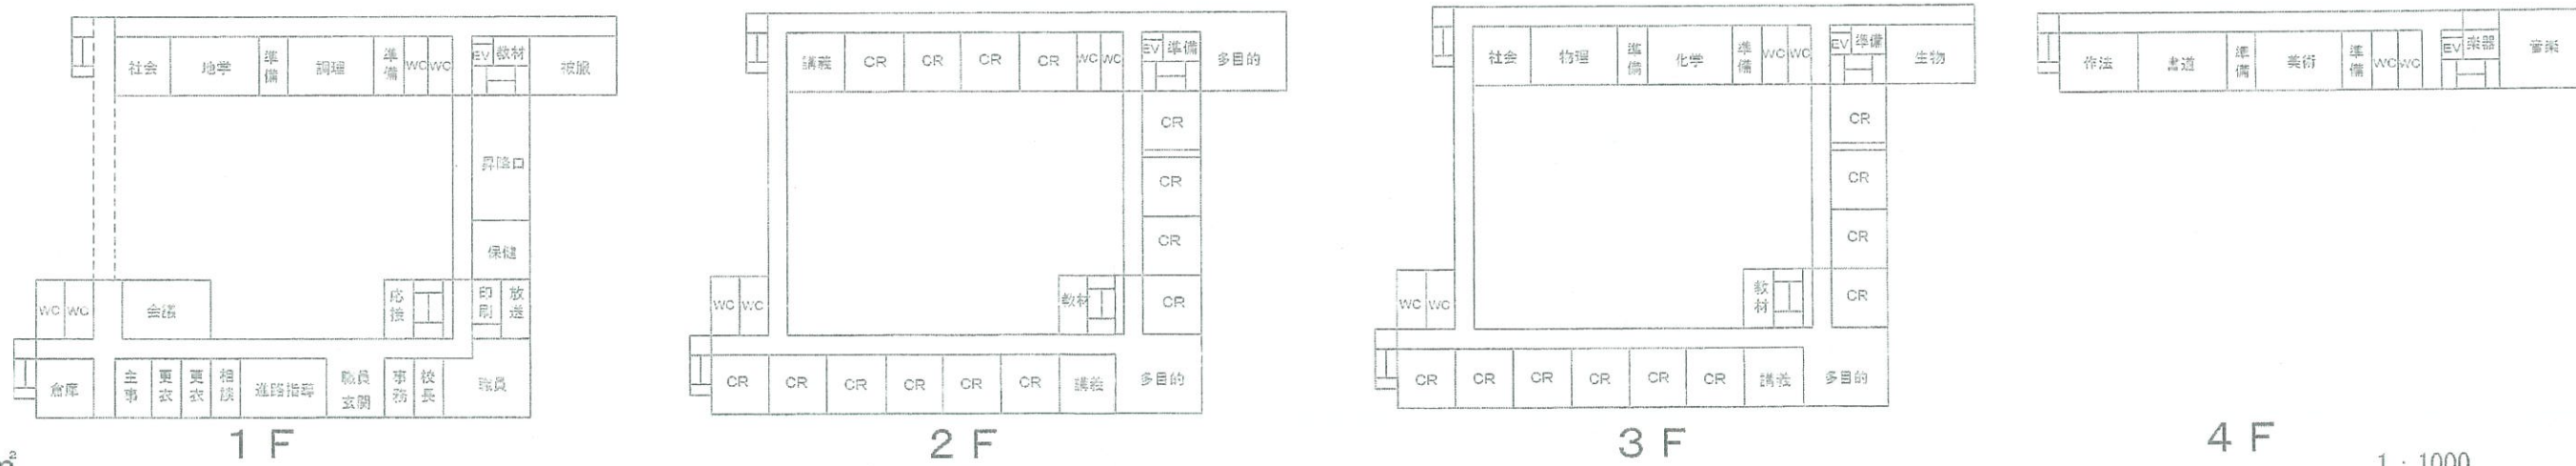 社会 地学 準備 調理 準備 WC WC EV 教材 被服
昇降口
保健
WC WC 会議 応接 印刷 放送
倉庫 主事 更衣 更衣 相談 進路指導 職員玄関 事務 校長 職員
1F
講義 CR CR CR CR WC WC EV 準備 多目的
CR
CR
CR
WC WC 教材 CR
CR CR CR CR CR CR 講義 多目的
2F
社会 物理 準備 化学 準備 WC WC EV 準備 生物
CR
CR
CR
WC WC 教材 CR
CR CR CR CR CR CR 講義 多目的
3F
作法 書道 準備 美術 準備 WC WC EV 楽器 音楽
4F
1:1000